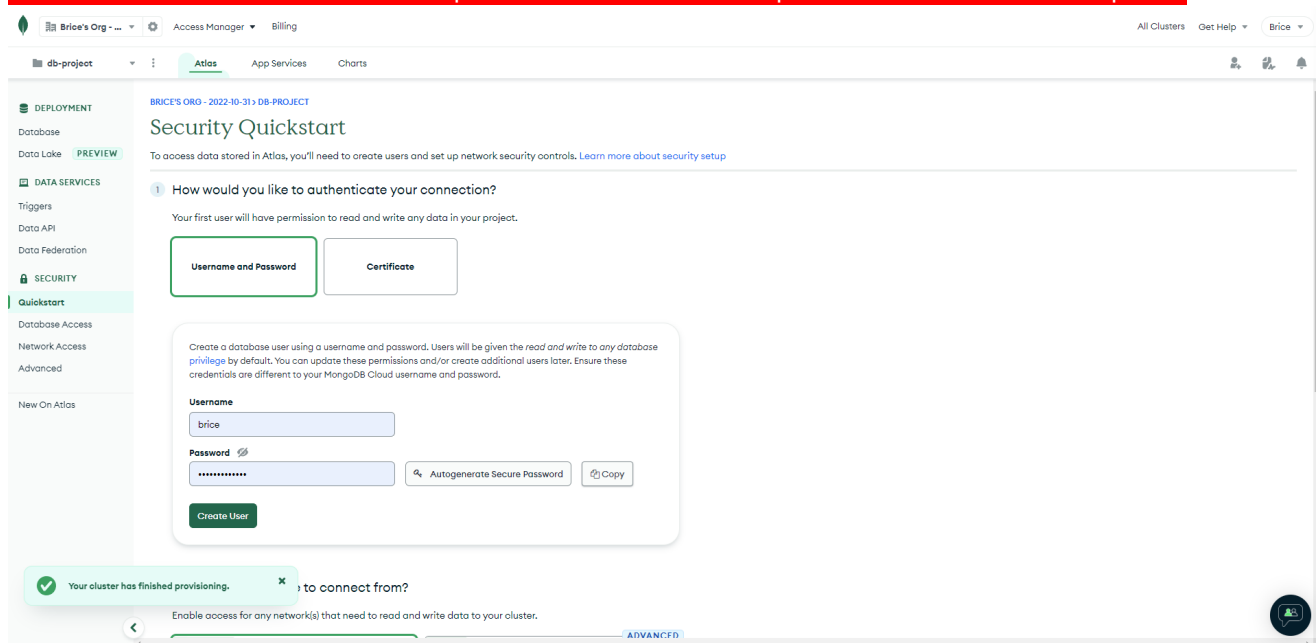 Brice's Org - ...
Access Manager
Billing
All Clusters
Get Help
Brice
db-project
Atlas
App Services
Charts
DEPLOYMENT
Database
Data Lake PREVIEW
DATA SERVICES
Triggers
Data API
Data Federation
SECURITY
Quickstart
Database Access
Network Access
Advanced
New On Atlas
BRICE'S ORG - 2022-10-31 > DB-PROJECT
Security Quickstart
To access data stored in Atlas, you'll need to create users and set up network security controls. Learn more about security setup
1 How would you like to authenticate your connection?
Your first user will have permission to read and write any data in your project.
Username and Password
Certificate
Create a database user using a username and password. Users will be given the read and write to any database
privilege by default. You can update these permissions and/or create additional users later. Ensure these
credentials are different to your MongoDB Cloud username and password.
Username
brice
Password
•••••••••••••
Autogenerate Secure Password
Copy
Create User
Your cluster has finished provisioning.
to connect from?
Enable access for any network(s) that need to read and write data to your cluster.
ADVANCED